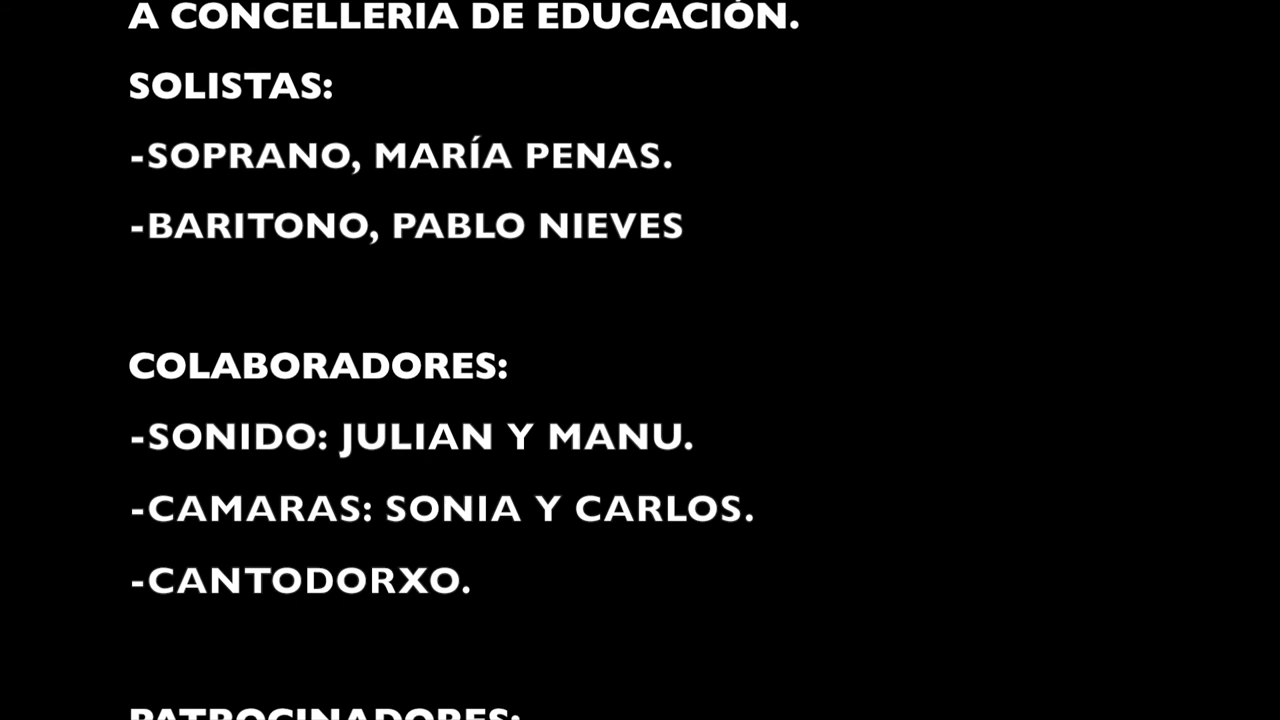 A CONCELLERIA DE EDUCACIÓN.
SOLISTAS:
-SOPRANO, MARÍA PENAS.
-BARITONO, PABLO NIEVES
COLABORADORES:
-SONIDO: JULIAN Y MANU.
-CAMARAS: SONIA Y CARLOS.
-CANTODORXO.
PATROCINADORES: